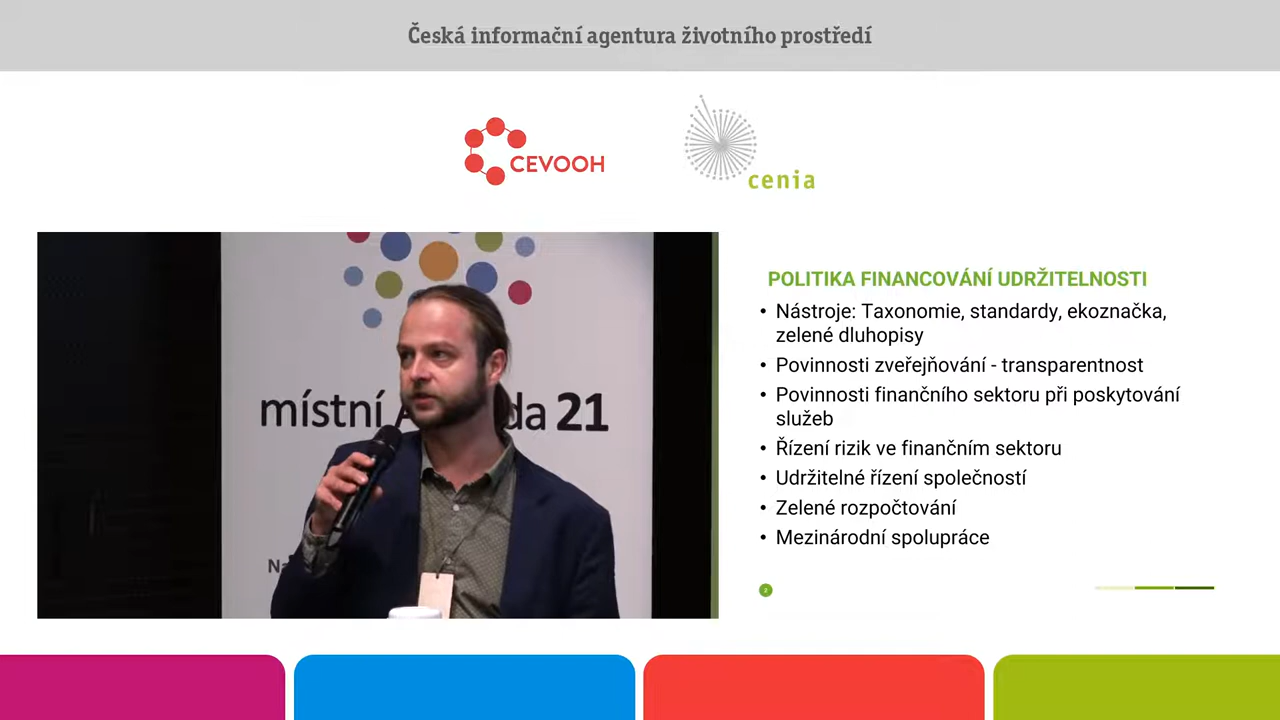 Česká informační agentura životního prostředí
CEVOOH
cenia
místní A
da 21
POLITIKA FINANCOVÁNÍ UDRŽITELNOSTI
• Nástroje: Taxonomie, standardy, ekoznačka,
zelené dluhopisy
• Povinnosti zveřejňování - transparentnost
• Povinnosti finančního sektoru při poskytování
služeb
• Řízení rizik ve finančním sektoru
• Udržitelné řízení společností
• Zelené rozpočtování
• Mezinárodní spolupráce
2